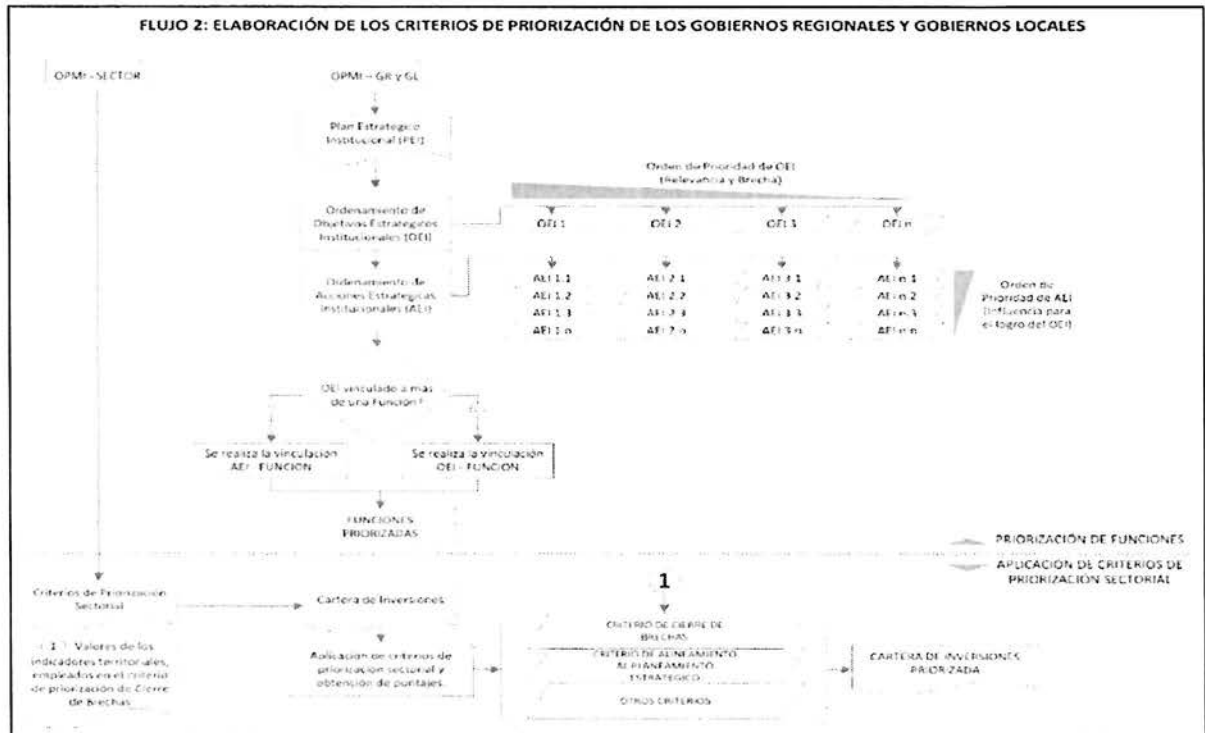 FLUJO 2: ELABORACIÓN DE LOS CRITERIOS DE PRIORIZACIÓN DE LOS GOBIERNOS REGIONALES Y GOBIERNOS LOCALES
OPMI - SECTOR
OPMI - GR y GL
Plan Estrategico
Institucional (PEI)
Orden de Prioridad de OEI
(Relevancia y Brecha)
Ordenamiento de
Objetivos Estratégicos
Institucionales (OEI)
OEI 1
OEI 2
OEI 3
OEI n
Ordenamiento de
Acciones Estratégicas
Institucionales (AEI)
AEI 1.1
AEI 1.2
AEI 1.3
AEI 1.n
AEI 2.1
AEI 2.2
AEI 2.3
AEI 2.n
AEI 3.1
AEI 3.2
AEI 3.3
AEI 3.n
AEI n.1
AEI n.2
AEI n.3
AEI n.n
Orden de
Prioridad de AEI
(Influencia para
el logro del OEI)
OEI vinculado a más
de una Función?
Se realiza la vinculación
AEI - FUNCION
Se realiza la vinculación
OEI - FUNCION
FUNCIONES
PRIORIZADAS
PRIORIZACIÓN DE FUNCIONES
APLICACIÓN DE CRITERIOS DE
PRIORIZACIÓN SECTORIAL
Criterios de Priorización
Sectorial
1 Valores de los
indicadores territoriales,
empleados en el criterio
de priorización de Cierre
de Brechas
Cartera de Inversiones
Aplicación de criterios de
priorización sectorial y
obtención de puntajes.
1
CRITERIO DE CIERRE DE
BRECHAS
CRITERIO DE ALINEAMIENTO
AL PLANEAMIENTO
ESTRATEGICO
OTROS CRITERIOS
CARTERA DE INVERSIONES
PRIORIZADA